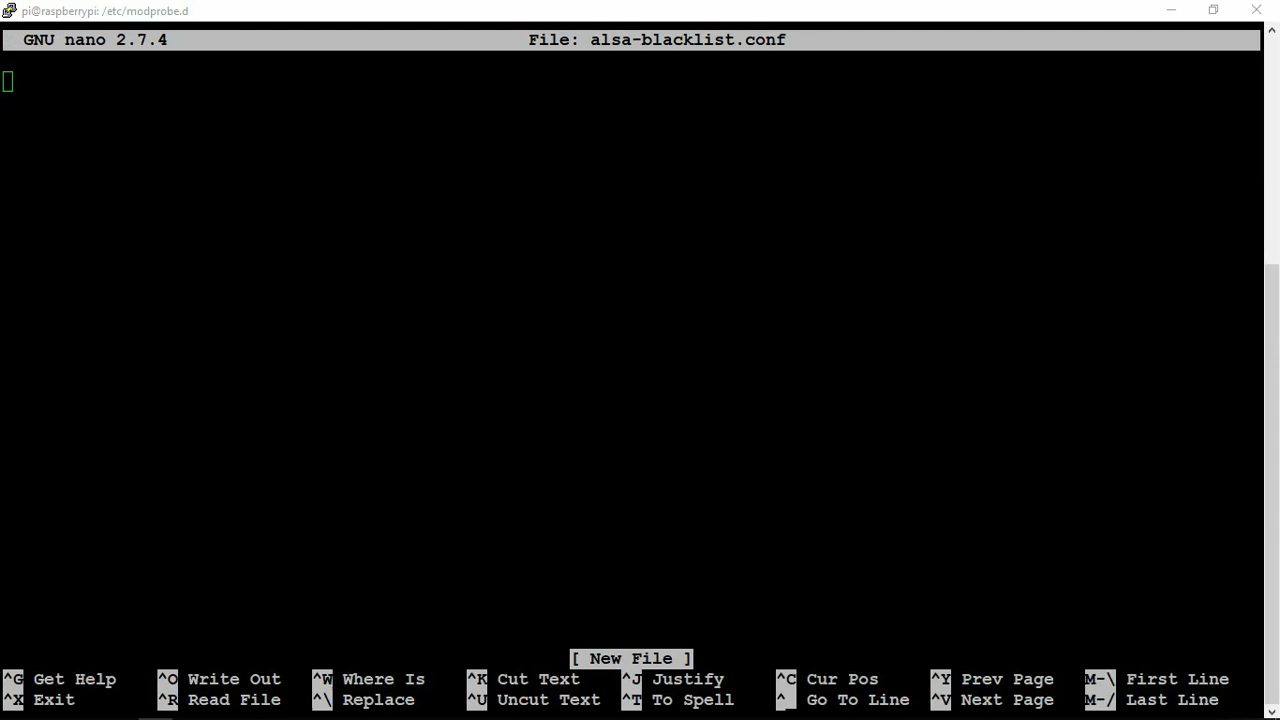 pi@raspberrypi: /etc/modprobe.d
GNU nano 2.7.4 File: alsa-blacklist.conf
[ New File ]
^G Get Help ^O Write Out ^W Where Is ^K Cut Text ^J Justify ^C Cur Pos ^Y Prev Page M-\ First Line
^X Exit ^R Read File ^\ Replace ^U Uncut Text ^T To Spell ^_ Go To Line ^V Next Page M-/ Last Line